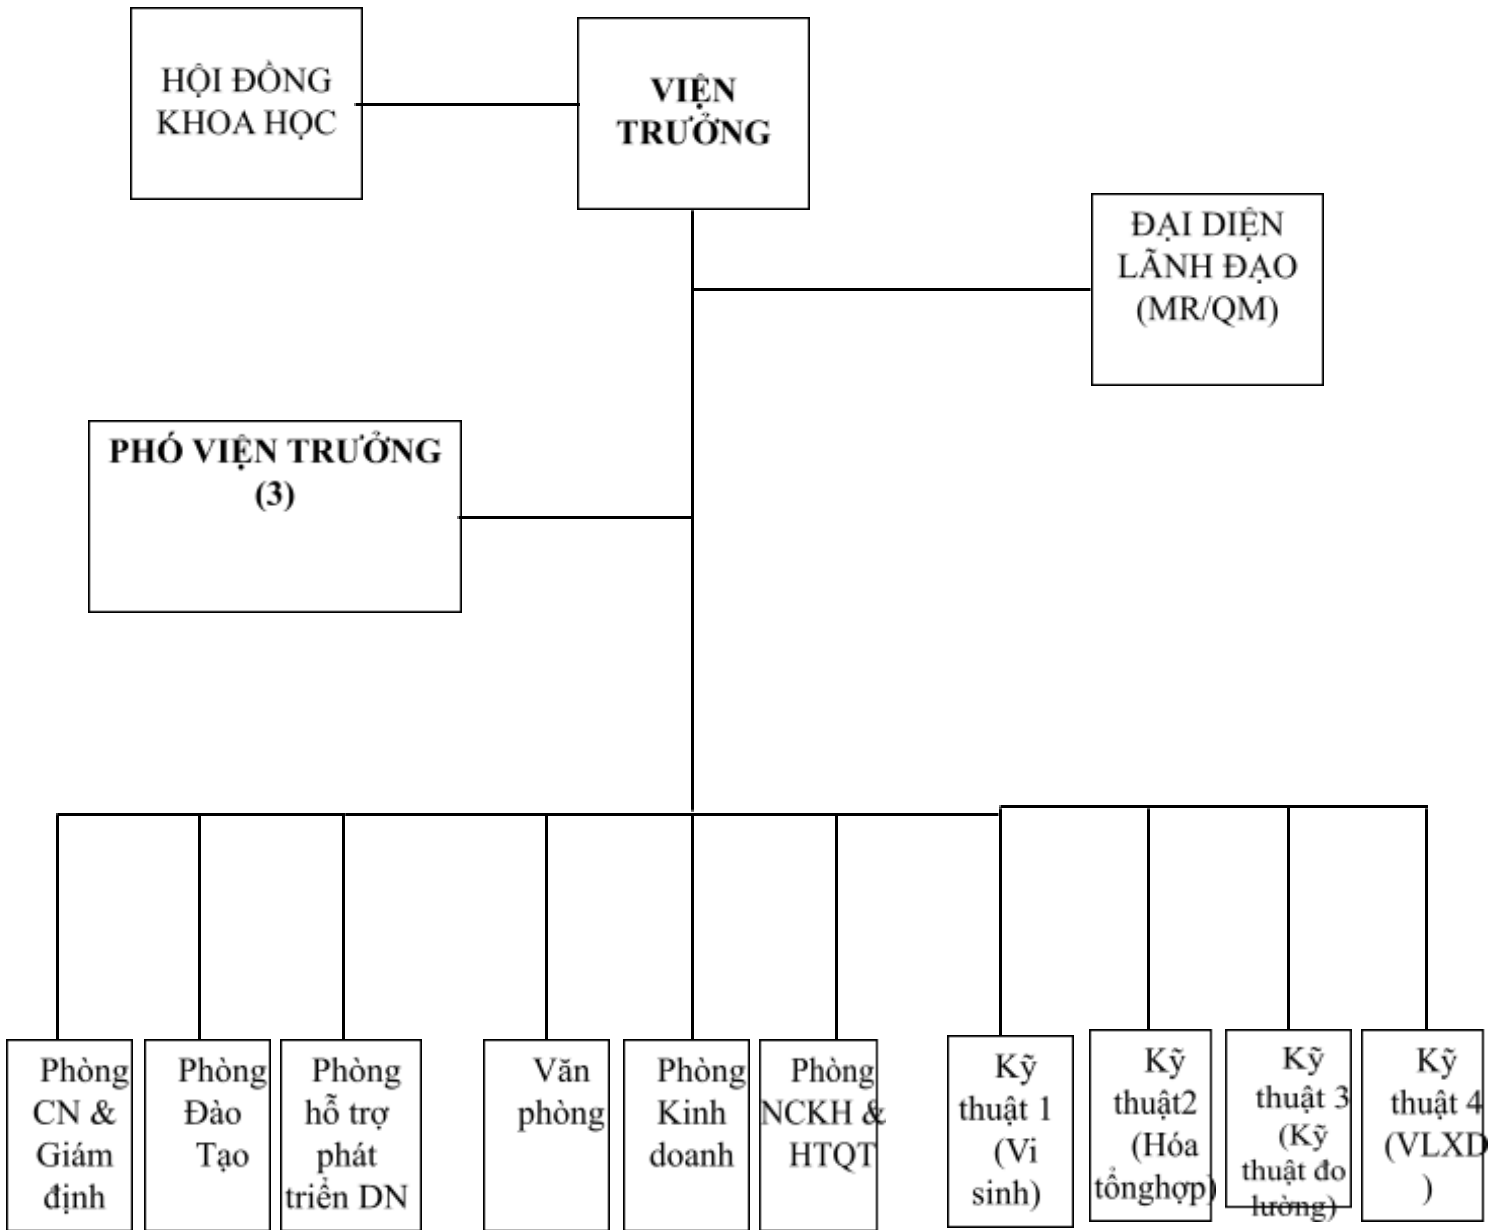 HỘI ĐỒNG
KHOA HỌC
VIỆN
TRƯỞNG
ĐẠI DIỆN
LÃNH ĐẠO
(MR/QM)
PHÓ VIỆN TRƯỞNG
(3)
Phòng
CN &
Giám
định
Phòng
Đào
Tạo
Phòng
hỗ trợ
phát
triển DN
Văn
phòng
Phòng
Kinh
doanh
Phòng
NCKH &
HTQT
Kỹ
thuật 1
(Vi
sinh)
Kỹ
thuật2
(Hóa
tổnghợp)
Kỹ
thuật 3
(Kỹ
thuật đo
lường)
Kỹ
thuật 4
(VLXD
)